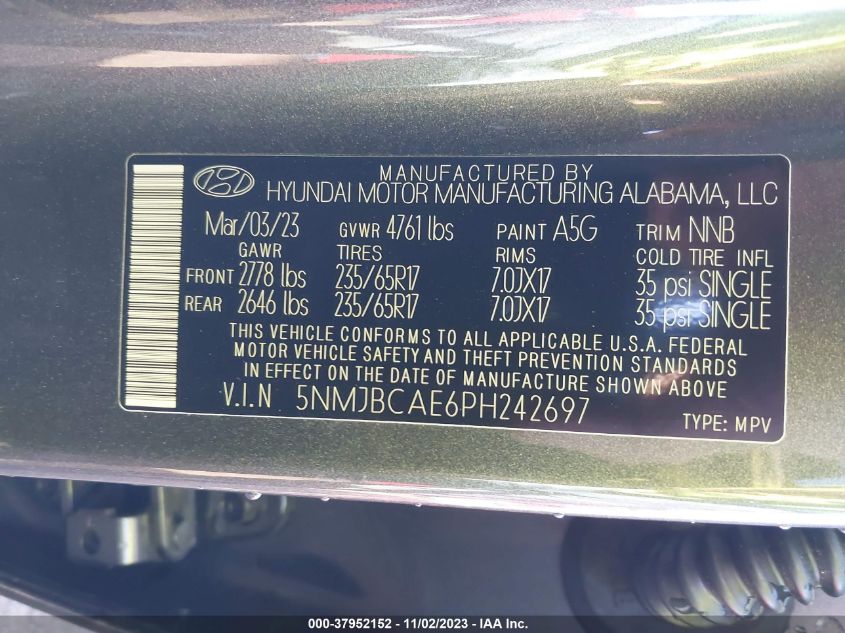 MANUFACTURED BY
HYUNDAI MOTOR MANUFACTURING ALABAMA, LLC
Mar/03/23 GVWR 4761 lbs PAINT A5G TRIM NNB
GAWR TIRES RIMS COLD TIRE INFL
FRONT 2778 lbs 235/65R17 7.0JX17 35 psi SINGLE
REAR 2646 lbs 235/65R17 7.0JX17 35 psi SINGLE
THIS VEHICLE CONFORMS TO ALL APPLICABLE U.S.A. FEDERAL
MOTOR VEHICLE SAFETY AND THEFT PREVENTION STANDARDS
IN EFFECT ON THE DATE OF MANUFACTURE SHOWN ABOVE
V.I.N 5NMJBCAE6PH242697 TYPE: MPV
000-37952152 - 11/02/2023 - IAA Inc.